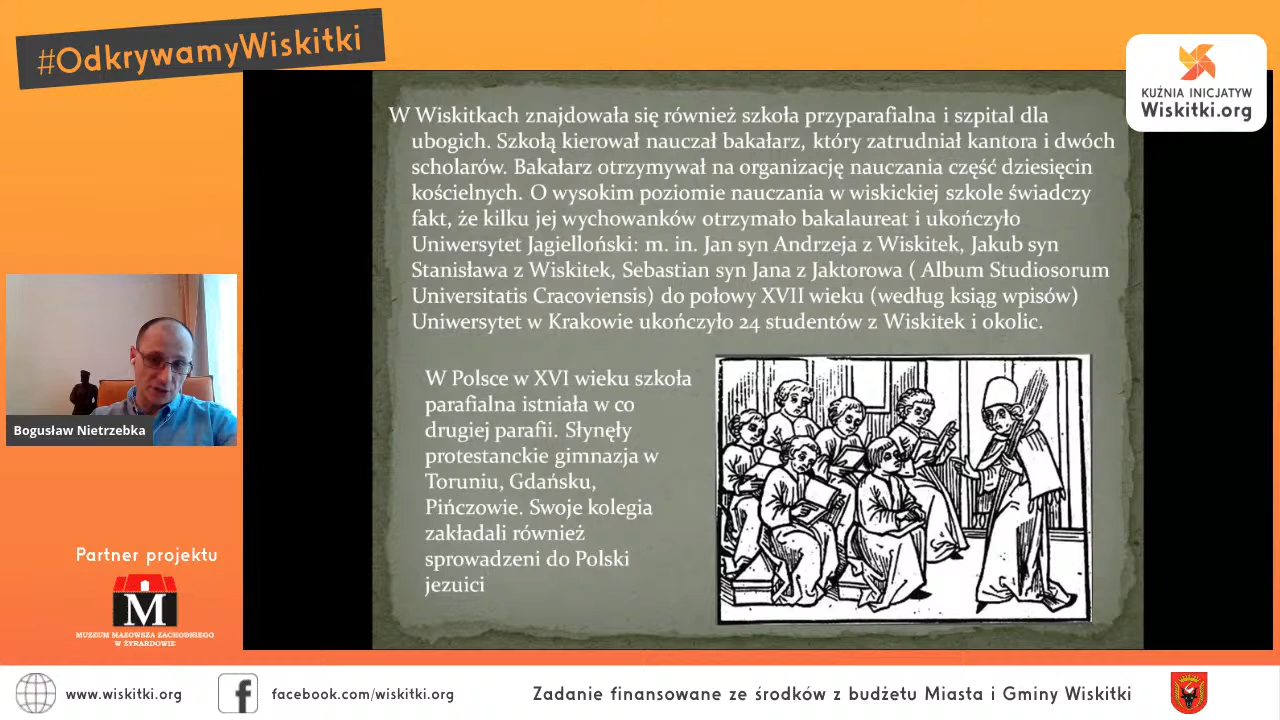 #OdkrywamyWiskitki
KUŹNIA INICJATYW
Wiskitki.org
W Wiskitkach znajdowała się również szkoła przyparafialna i szpital dla
ubogich. Szkołą kierował nauczał bakałarz, który zatrudniał kantora i dwóch
scholarów. Bakałarz otrzymywał na organizację nauczania część dziesięcin
kościelnych. O wysokim poziomie nauczania w wiskickiej szkole świadczy
fakt, że kilku jej wychowanków otrzymało bakalaureat i ukończyło
Uniwersytet Jagielloński: m. in. Jan syn Andrzeja z Wiskitek, Jakub syn
Stanisława z Wiskitek, Sebastian syn Jana z Jaktorowa ( Album Studiosorum
Universitatis Cracoviensis) do połowy XVII wieku (według ksiąg wpisów)
Uniwersytet w Krakowie ukończyło 24 studentów z Wiskitek i okolic.
W Polsce w XVI wieku szkoła
parafialna istniała w co
drugiej parafii. Słynęły
protestanckie gimnazja w
Toruniu, Gdańsku,
Pińczowie. Swoje kolegia
zakładali również
sprowadzeni do Polski
jezuici
Bogusław Nietrzebka
Partner projektu
M
MUZEUM MAZOWSZA ZACHODNIEGO
W ŻYRARDOWIE
www.wiskitki.org
facebook.com/wiskitki.org
Zadanie finansowane ze środków z budżetu Miasta i Gminy Wiskitki